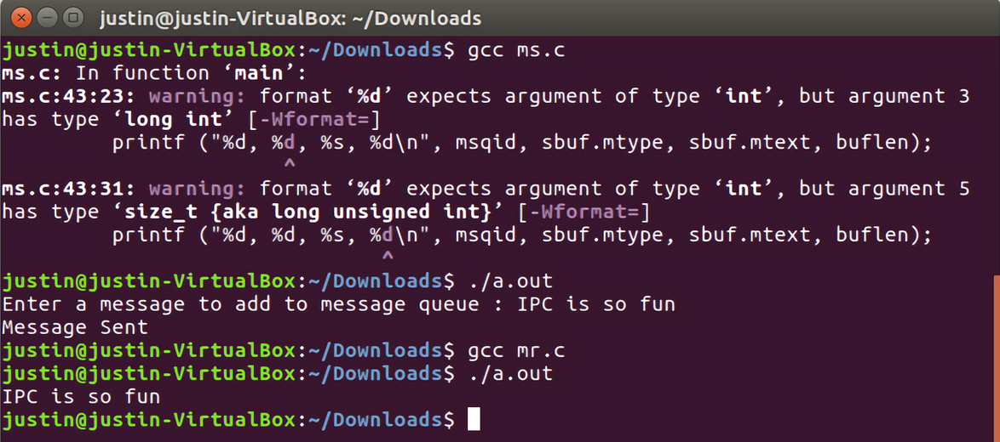 justin@justin-VirtualBox: ~/Downloads
justin@justin-VirtualBox:~/Downloads$ gcc ms.c
ms.c: In function ‘main’:
ms.c:43:23: warning: format ‘%d’ expects argument of type ‘int’, but argument 3
has type ‘long int’ [-Wformat=]
printf ("%d, %d, %s, %d\n", msqid, sbuf.mtype, sbuf.mtext, buflen);
^
ms.c:43:31: warning: format ‘%d’ expects argument of type ‘int’, but argument 5
has type ‘size_t {aka long unsigned int}’ [-Wformat=]
printf ("%d, %d, %s, %d\n", msqid, sbuf.mtype, sbuf.mtext, buflen);
^
justin@justin-VirtualBox:~/Downloads$ ./a.out
Enter a message to add to message queue : IPC is so fun
Message Sent
justin@justin-VirtualBox:~/Downloads$ gcc mr.c
justin@justin-VirtualBox:~/Downloads$ ./a.out
IPC is so fun
justin@justin-VirtualBox:~/Downloads$